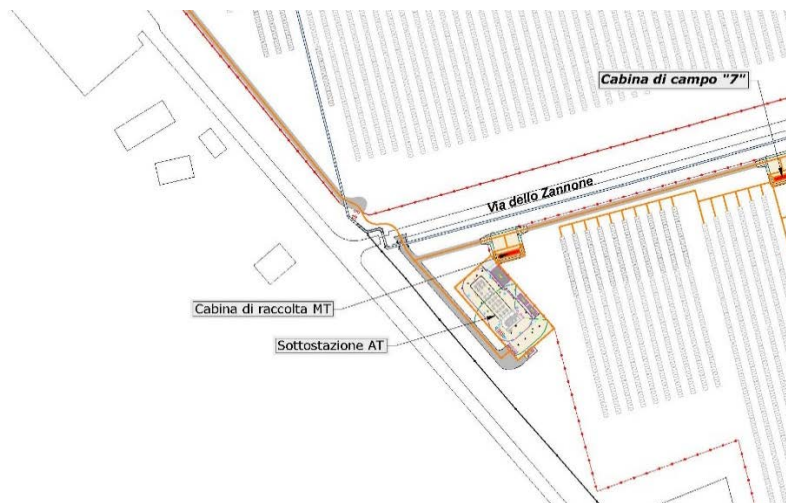 Cabina di campo "7"
Via dello Zannone
Cabina di raccolta MT
Sottostazione AT